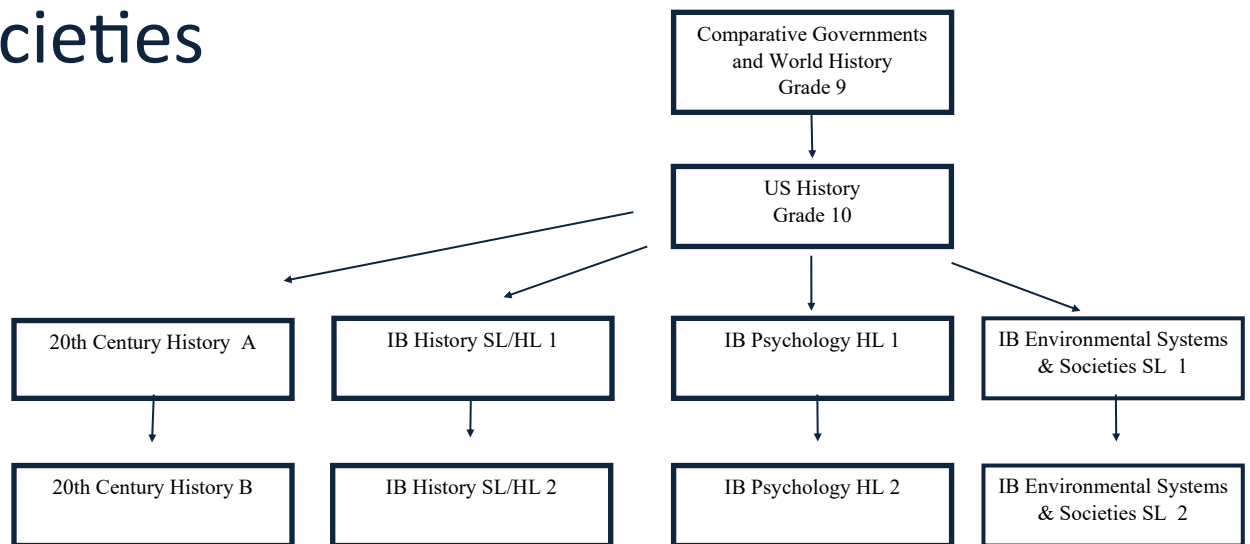 cieties
Comparative Governments
and World History
Grade 9
US History
Grade 10
20th Century History A
IB History SL/HL 1
IB Psychology HL 1
IB Environmental Systems
& Societies SL 1
20th Century History B
IB History SL/HL 2
IB Psychology HL 2
IB Environmental Systems
& Societies SL 2